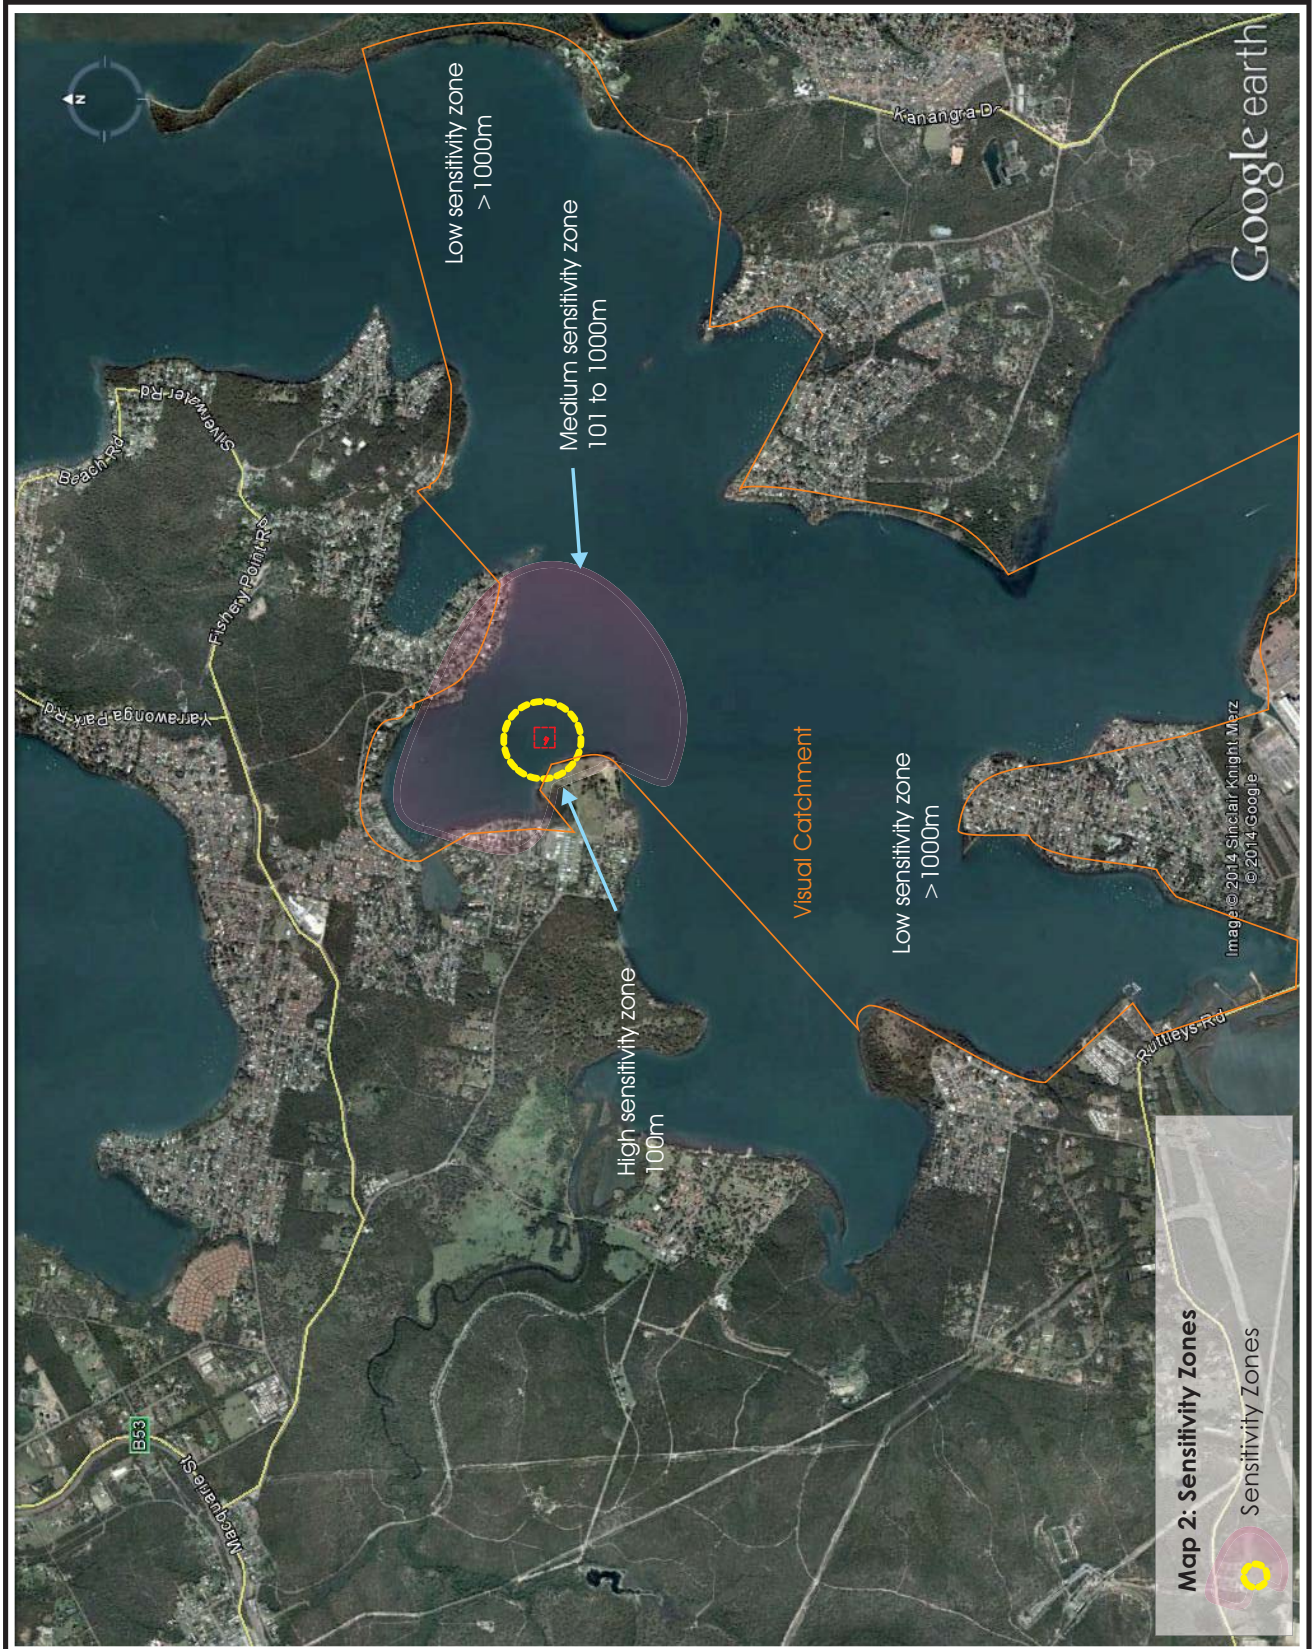 Map 2: Sensitivity Zones
Sensitivity Zones
B53
Macquarie St
Yarrawonga Park Rd
Fishery Point Rd
Beach Rd
Silverwater Rd
N
Low sensitivity zone
> 1000m
Medium sensitivity zone
101 to 1000m
High sensitivity zone
100m
Visual Catchment
Low sensitivity zone
> 1000m
Ruttleys Rd
Kanangra Dr
Image © 2014 Sinclair Knight Merz
© 2014 Google
Google earth